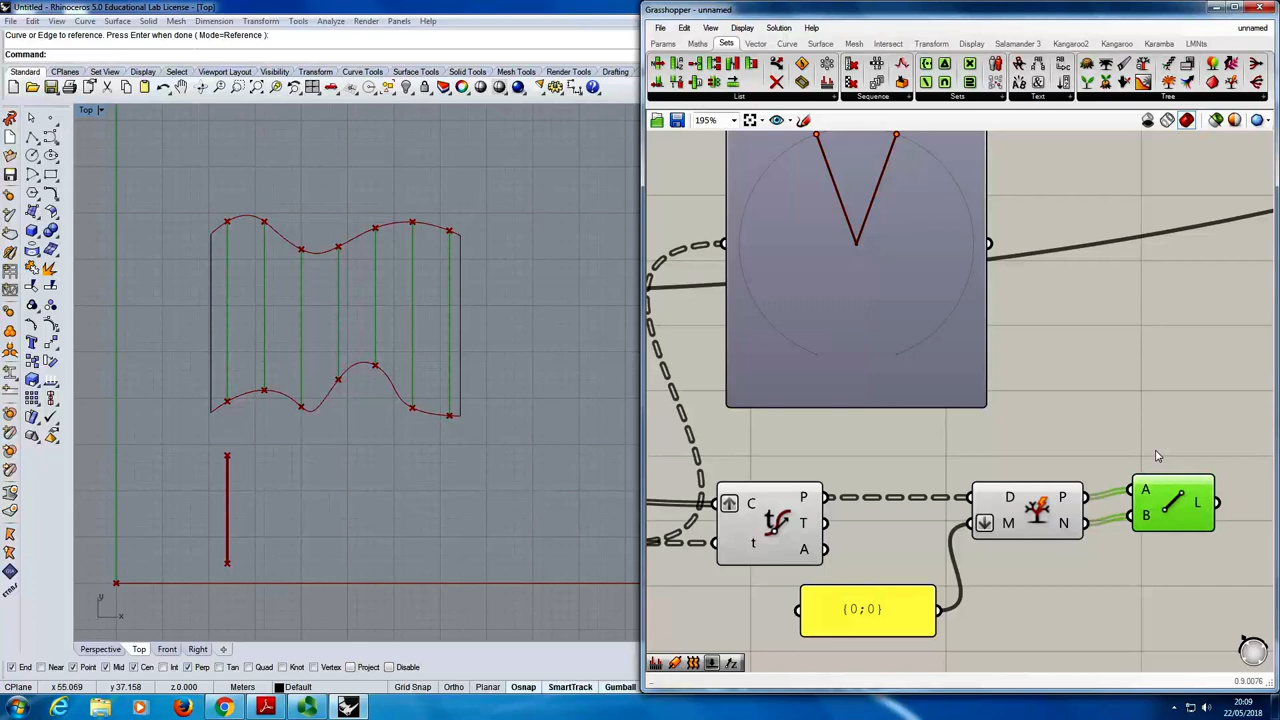 Untitled - Rhinoceros 5.0 Educational Lab License - [Top]
File Edit View Curve Surface Solid Mesh Dimension Transform Tools Analyze Render Panels Help
Curve or Edge to reference. Press Enter when done ( Mode=Reference ):
Command:
Standard CPlanes Set View Display Select Viewport Layout Visibility Transform Curve Tools Surface Tools Solid Tools Mesh Tools Render Tools Drafting
Top
y
x
Perspective Top Front Right
End Near Point Mid Cen Int Perp Tan Quad Knot Vertex Project Disable
CPlane x 55.069 y 37.158 z 0.000 Meters Default Grid Snap Ortho Planar Osnap SmartTrack Gumball
Grasshopper - unnamed
File Edit View Display Solution Help unnamed
Params Maths Sets Vector Curve Surface Mesh Intersect Transform Display Salamander 3 Kangaroo2 Kangaroo Karamba LMNts
List Sequence Sets Text Tree
195%
C P
t T
A
D P
M N
A L
B
{0;0}
0.9.0076
20:09
22/05/2018